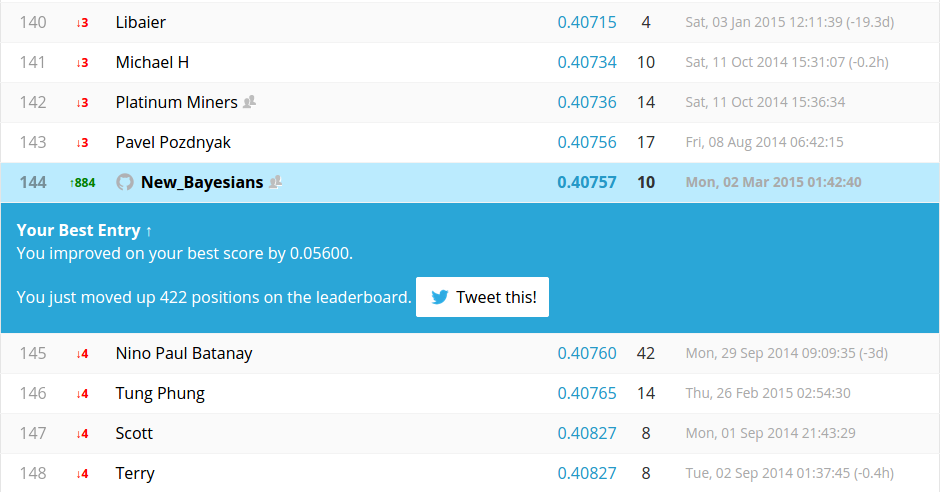 140 ↓3 Libaier 0.40715 4 Sat, 03 Jan 2015 12:11:39 (-19.3d)
141 ↓3 Michael H 0.40734 10 Sat, 11 Oct 2014 15:31:07 (-0.2h)
142 ↓3 Platinum Miners 0.40736 14 Sat, 11 Oct 2014 15:36:34
143 ↓3 Pavel Pozdnyak 0.40756 17 Fri, 08 Aug 2014 06:42:15
144 ↑884 New_Bayesians 0.40757 10 Mon, 02 Mar 2015 01:42:40
Your Best Entry ↑
You improved on your best score by 0.05600.
You just moved up 422 positions on the leaderboard. Tweet this!
145 ↓4 Nino Paul Batanay 0.40760 42 Mon, 29 Sep 2014 09:09:35 (-3d)
146 ↓4 Tung Phung 0.40765 14 Thu, 26 Feb 2015 02:54:30
147 ↓4 Scott 0.40827 8 Mon, 01 Sep 2014 21:43:29
148 ↓4 Terry 0.40827 8 Tue, 02 Sep 2014 01:37:45 (-0.4h)